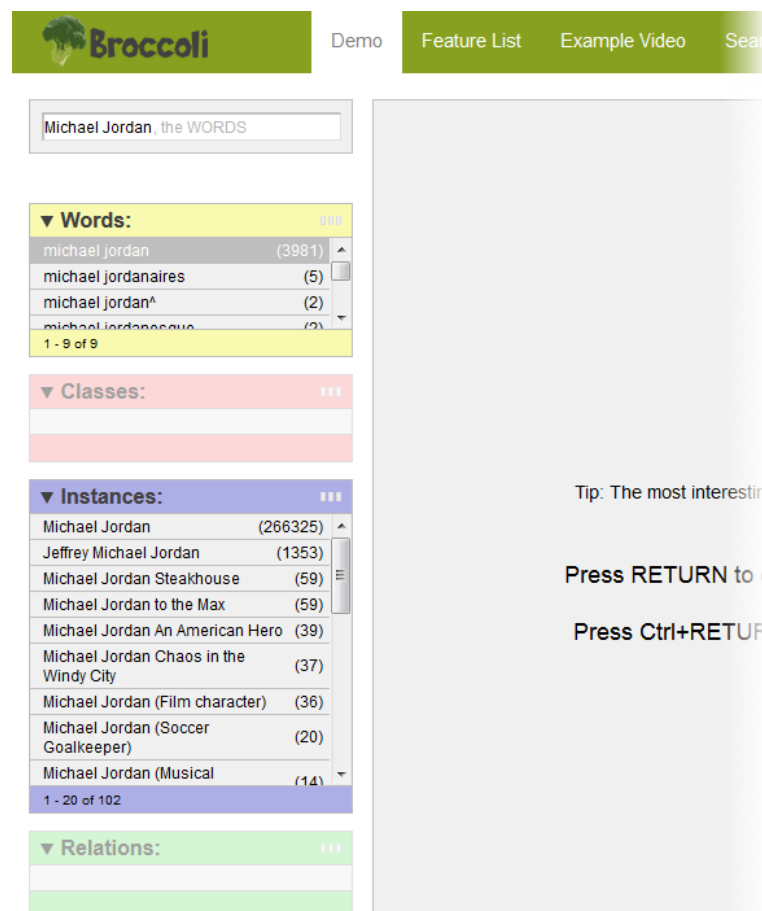 Broccoli
Demo
Feature List
Example Video
Michael Jordan, the WORDS
▼ Words:
michael jordan (3981)
michael jordanaires (5)
michael jordan^ (2)
michael jordanesque (2)
1 - 9 of 9
▼ Classes:
▼ Instances:
Michael Jordan (266325)
Jeffrey Michael Jordan (1353)
Michael Jordan Steakhouse (59)
Michael Jordan to the Max (59)
Michael Jordan An American Hero (39)
Michael Jordan Chaos in the
Windy City (37)
Michael Jordan (Film character) (36)
Michael Jordan (Soccer
Goalkeeper) (20)
Michael Jordan (Musical (14)
1 - 20 of 102
▼ Relations:
Tip: The most
Press RETURN to
Press